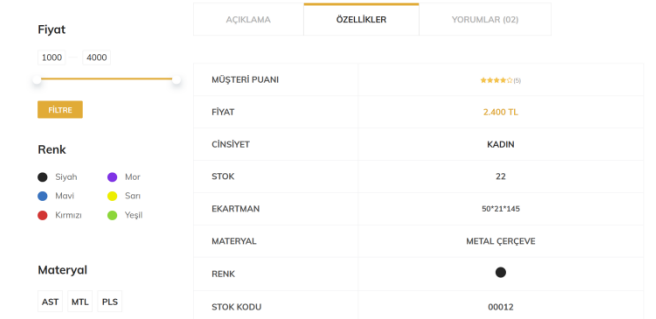 Fiyat
1000 - 4000
FİLTRE
Renk
Siyah Mor
Mavi Sarı
Kırmızı Yeşil
Materyal
AST MTL PLS
AÇIKLAMA ÖZELLİKLER YORUMLAR (02)
MÜŞTERİ PUANI (5)
FİYAT 2.400 TL
CİNSİYET KADIN
STOK 22
EKARTMAN 50*21*145
MATERYAL METAL ÇERÇEVE
RENK
STOK KODU 00012